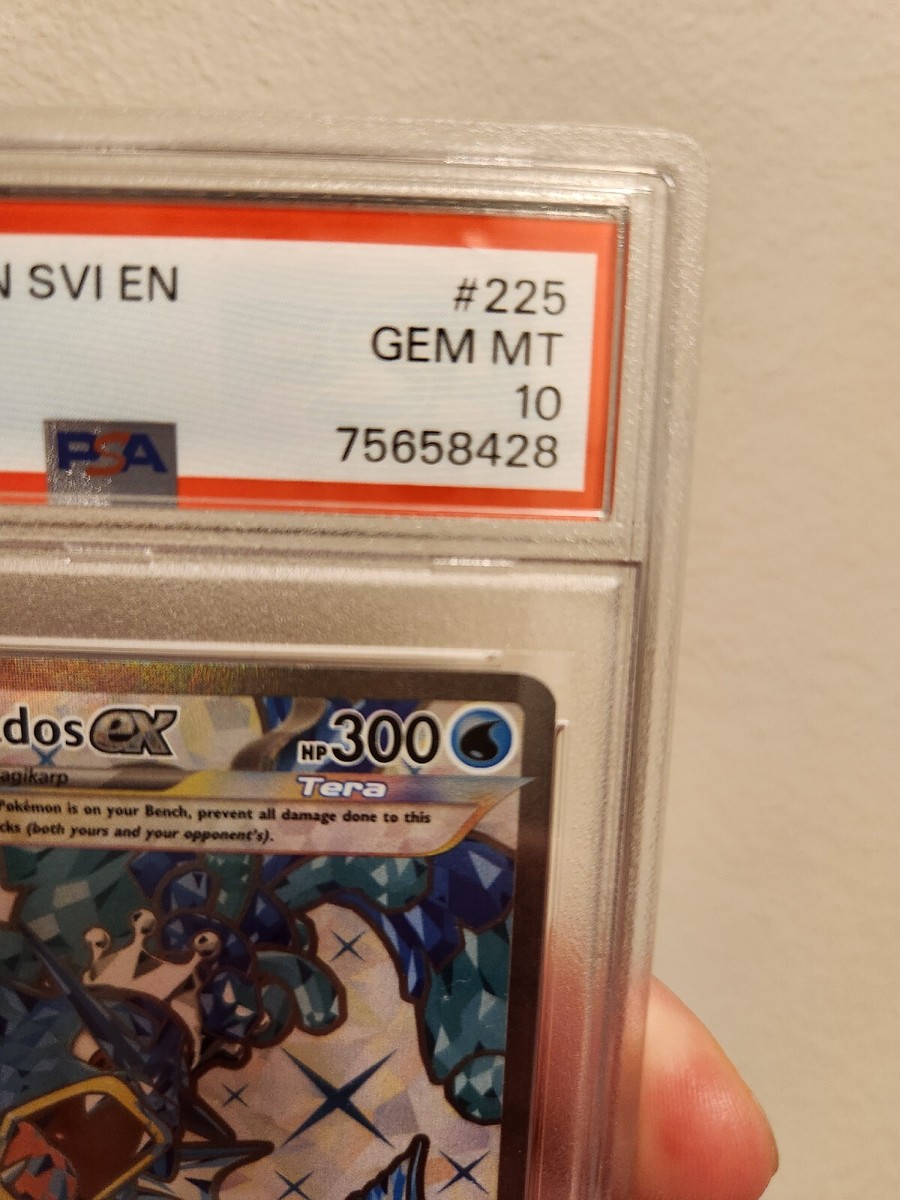 N SVI EN
#225
GEM MT
10
PSA
75658428
dos ex
HP 300
agikarp
Tera
Pokémon is on your Bench, prevent all damage done to this
cks (both yours and your opponent's).